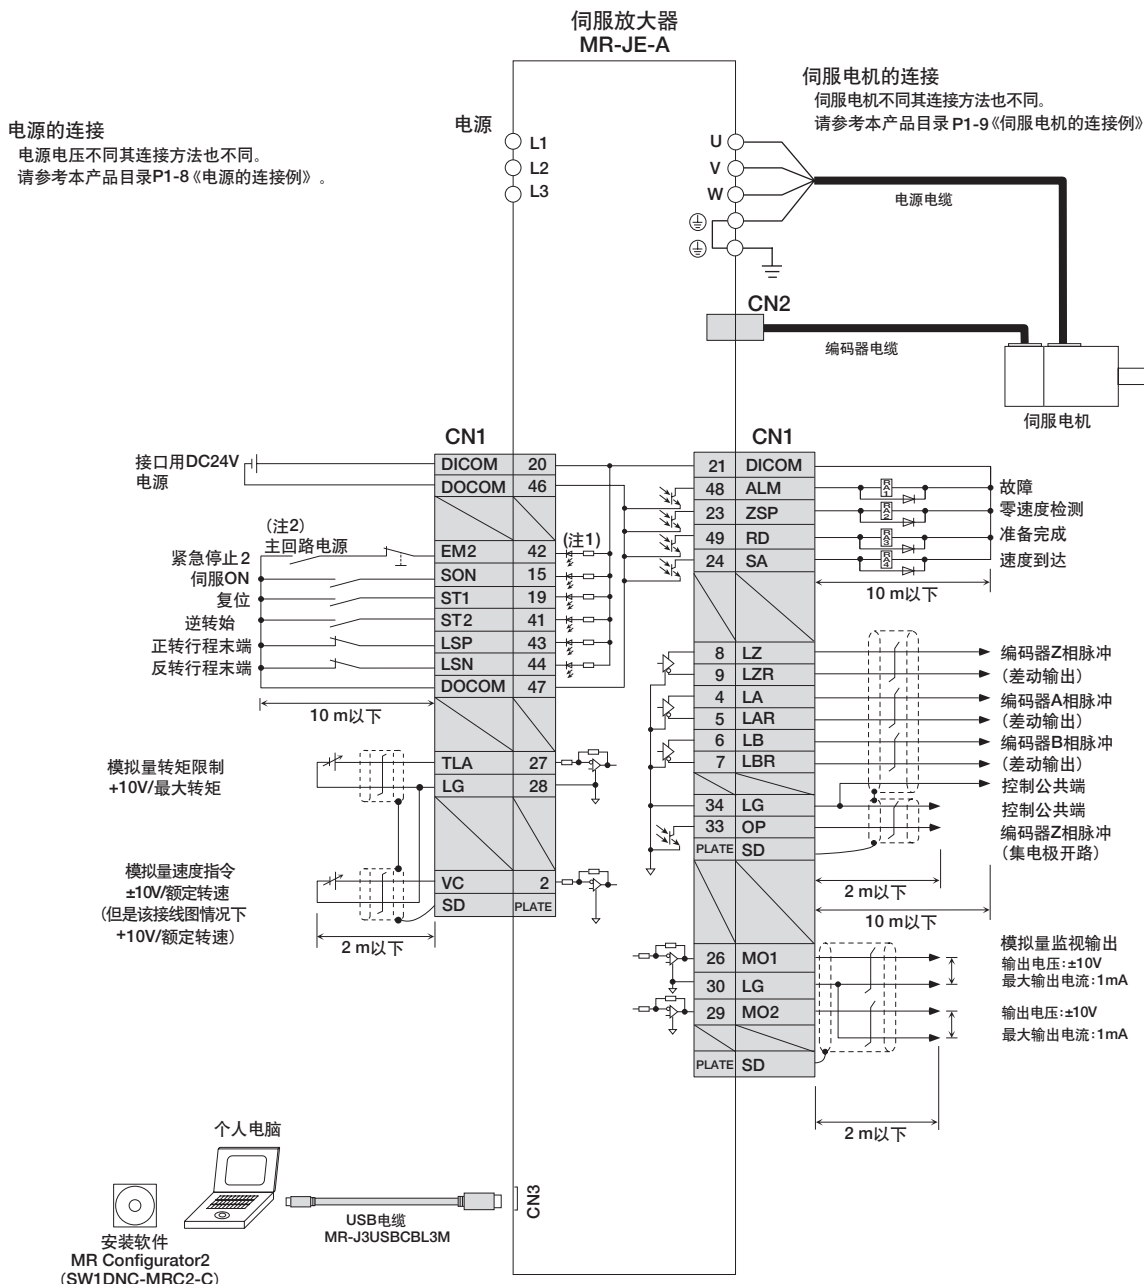 伺服放大器
MR-JE-A
伺服电机的连接
伺服电机不同其连接方法也不同。
请参考本产品目录P1-9《伺服电机的连接例》
电源的连接
电源电压不同其连接方法也不同。
请参考本产品目录P1-8《电源的连接例》。
电源
L1
L2
L3
U
V
W
电源电缆
CN2
编码器电缆
伺服电机
CN1
接口用DC24V
电源
DICOM 20
DOCOM 46
(注2)
主回路电源
(注1)
紧急停止2
EM2 42
伺服ON
SON 15
复位
ST1 19
逆转始
ST2 41
正转行程末端
LSP 43
反转行程末端
LSN 44
DOCOM 47
10 m以下
模拟量转矩限制
+10V/最大转矩
TLA 27
LG 28
模拟量速度指令
±10V/额定转速
(但是该接线图情况下
+10V/额定转速)
VC 2
SD PLATE
2 m以下
CN1
21 DICOM
48 ALM
RA1
故障
23 ZSP
RA2
零速度检测
49 RD
RA3
准备完成
24 SA
RA4
速度到达
10 m以下
8 LZ
编码器Z相脉冲
9 LZR
(差动输出)
4 LA
编码器A相脉冲
5 LAR
(差动输出)
6 LB
编码器B相脉冲
7 LBR
(差动输出)
控制公共端
34 LG
控制公共端
33 OP
编码器Z相脉冲
(集电极开路)
PLATE SD
2 m以下
10 m以下
模拟量监视输出
26 MO1
输出电压:±10V
30 LG
最大输出电流:1mA
29 MO2
输出电压:±10V
最大输出电流:1mA
PLATE SD
2 m以下
个人电脑
CN3
USB电缆
MR-J3USBCBL3M
安装软件
MR Configurator2
(SW1DNC-MRC2-C)